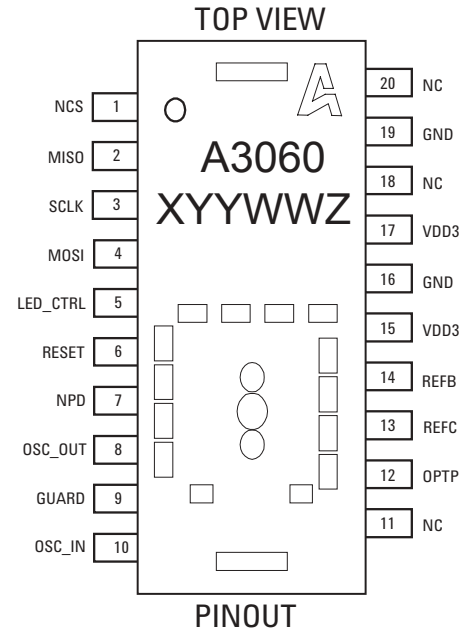 TOP VIEW
A3060
XYYWWZ
NCS 1
MISO 2
SCLK 3
MOSI 4
LED_CTRL 5
RESET 6
NPD 7
OSC_OUT 8
GUARD 9
OSC_IN 10
20 NC
19 GND
18 NC
17 VDD3
16 GND
15 VDD3
14 REFB
13 REFC
12 OPTP
11 NC
PINOUT